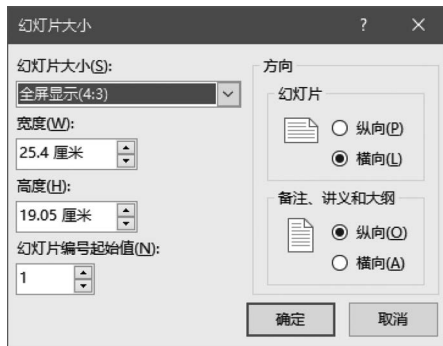 幻灯片大小 ? ×
幻灯片大小(S):
全屏显示(4:3)
宽度(W):
25.4 厘米
高度(H):
19.05 厘米
幻灯片编号起始值(N):
1
方向
幻灯片
纵向(P)
横向(L)
备注、讲义和大纲
纵向(O)
横向(A)
确定 取消